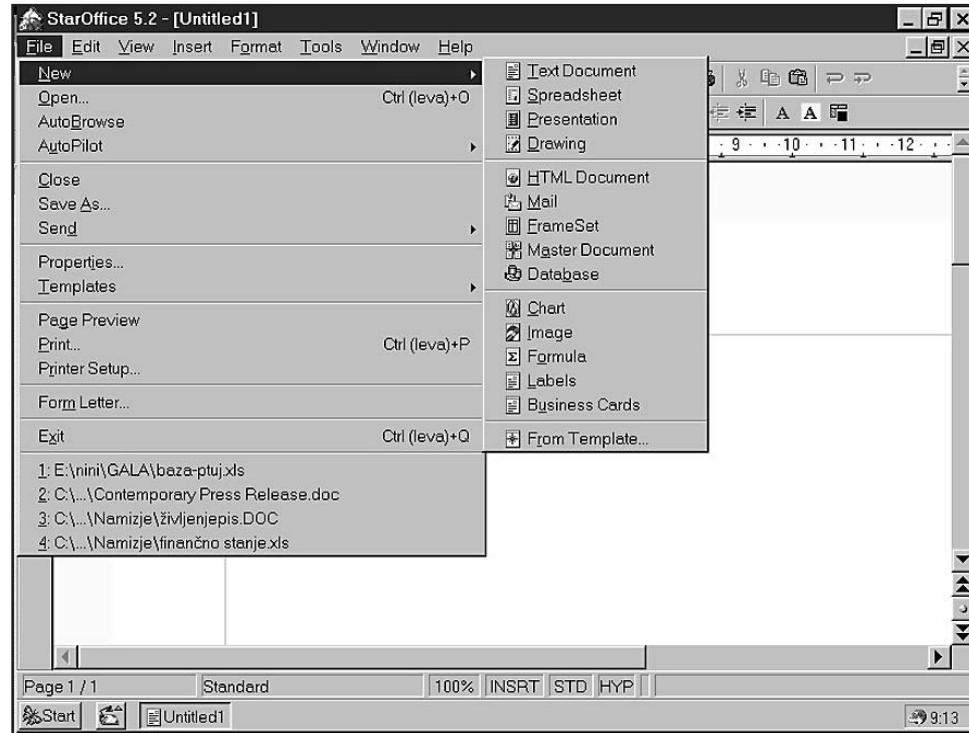 StarOffice 5.2 - [Untitled1]
File Edit View Insert Format Tools Window Help
New
Open... Ctrl (leva)+O
AutoBrowse
AutoPilot
Close
Save As...
Send
Properties...
Templates
Page Preview
Print... Ctrl (leva)+P
Printer Setup...
Form Letter...
Exit Ctrl (leva)+Q
1: E:\nini\GALA\baza-ptuj.xls
2: C:\...\Contemporary Press Release.doc
3: C:\...\Namizje\življenjepis.DOC
4: C:\...\Namizje\finančno stanje.xls
Text Document
Spreadsheet
Presentation
Drawing
HTML Document
Mail
FrameSet
Master Document
Database
Chart
Image
Formula
Labels
Business Cards
From Template...
A A
9 10 11 12
Page 1 / 1 Standard 100% INSRT STD HYP
Start Untitled1 9:13